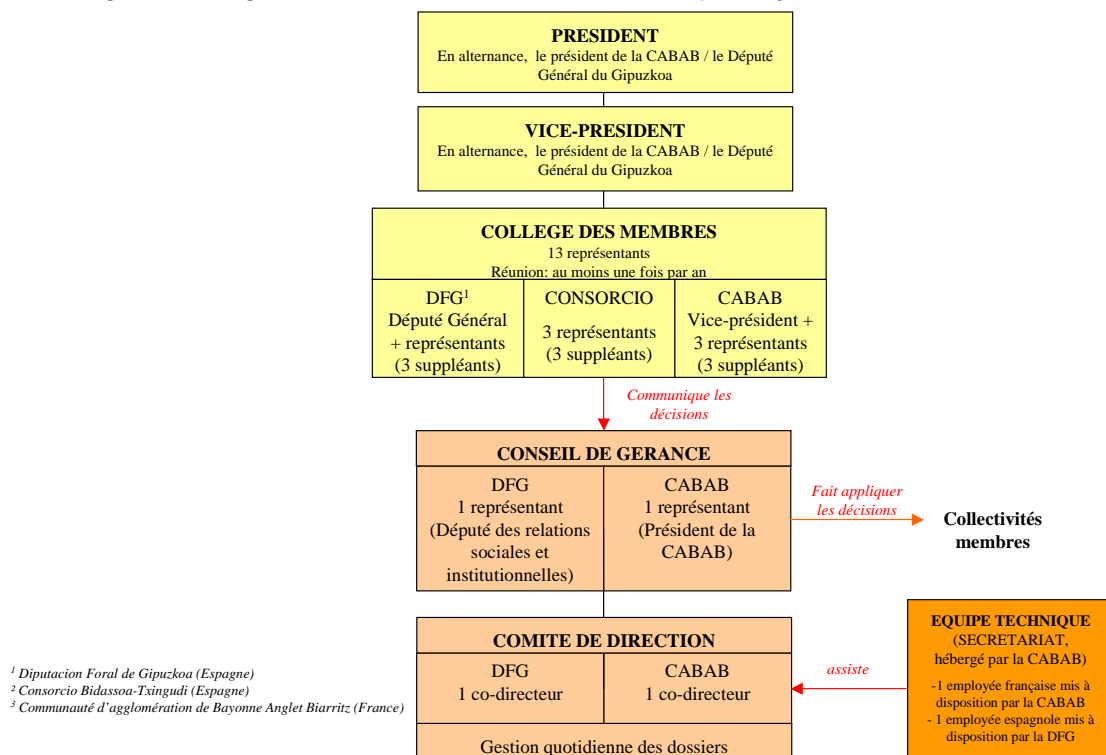 PRESIDENT
En alternance, le président de la CABAB / le Député
Général du Gipuzkoa
VICE-PRESIDENT
En alternance, le président de la CABAB / le Député
Général du Gipuzkoa
COLLEGE DES MEMBRES
13 représentants
Réunion: au moins une fois par an
DFG¹
Député Général
+ représentants
(3 suppléants)
CONSORCIO
3 représentants
(3 suppléants)
CABAB
Vice-président +
3 représentants
(3 suppléants)
Communique les
décisions
CONSEIL DE GERANCE
DFG
1 représentant
(Député des relations
sociales et
institutionnelles)
CABAB
1 représentant
(Président de la
CABAB)
Fait appliquer
les décisions
Collectivités
membres
COMITE DE DIRECTION
DFG
1 co-directeur
CABAB
1 co-directeur
Gestion quotidienne des dossiers
assiste
EQUIPE TECHNIQUE
(SECRETARIAT,
hébergé par la CABAB)
-1 employée française mis à
disposition par la CABAB
- 1 employée espagnole mis à
disposition par la DFG
¹ Diputacion Foral de Gipuzkoa (Espagne)
² Consorcio Bidassoa-Txingudi (Espagne)
³ Communauté d'agglomération de Bayonne Anglet Biarritz (France)